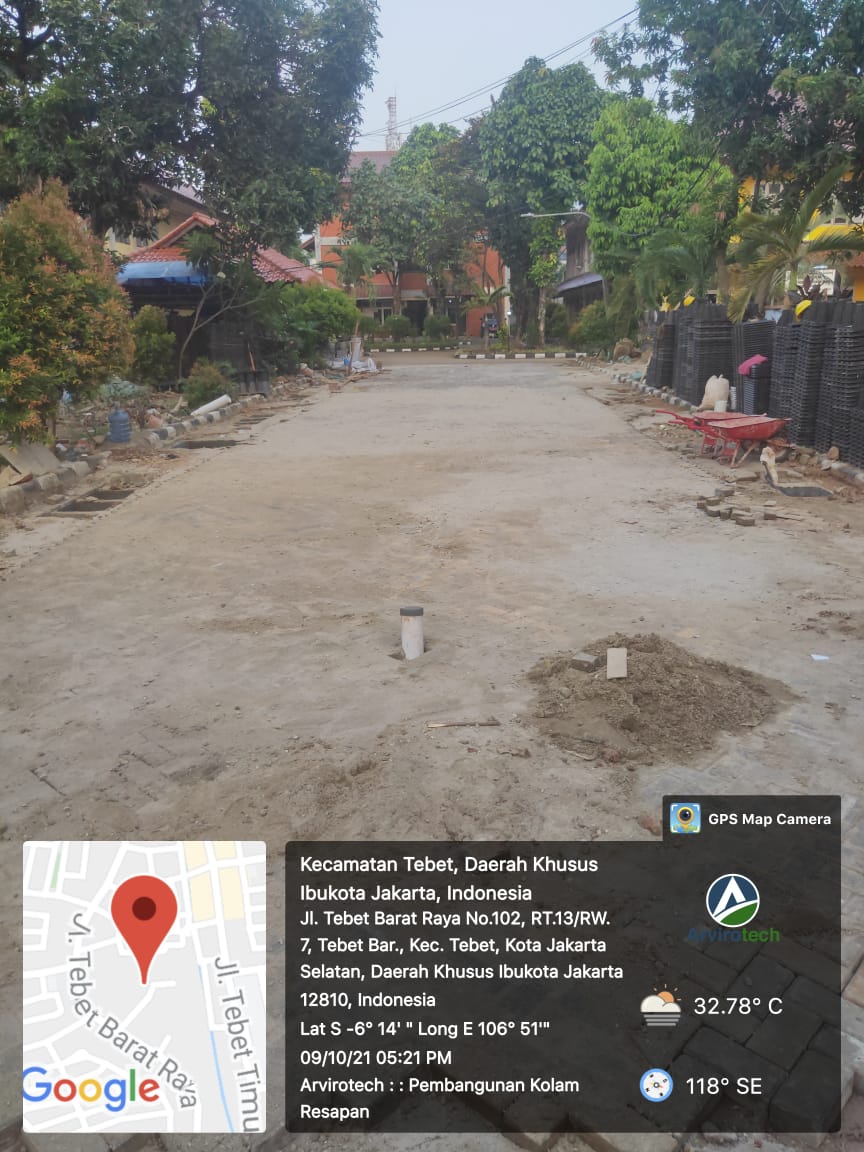 GPS Map Camera
Kecamatan Tebet, Daerah Khusus
Ibukota Jakarta, Indonesia
Jl. Tebet Barat Raya No.102, RT.13/RW.
7, Tebet Bar., Kec. Tebet, Kota Jakarta
Selatan, Daerah Khusus Ibukota Jakarta
12810, Indonesia
Lat S -6° 14' " Long E 106° 51'"
09/10/21 05:21 PM
Arvirotech : : Pembangunan Kolam
Resapan
Arvirotech
32.78° C
118° SE
Jl. Tebet Barat Raya
Jl. Tebet Timu
Google